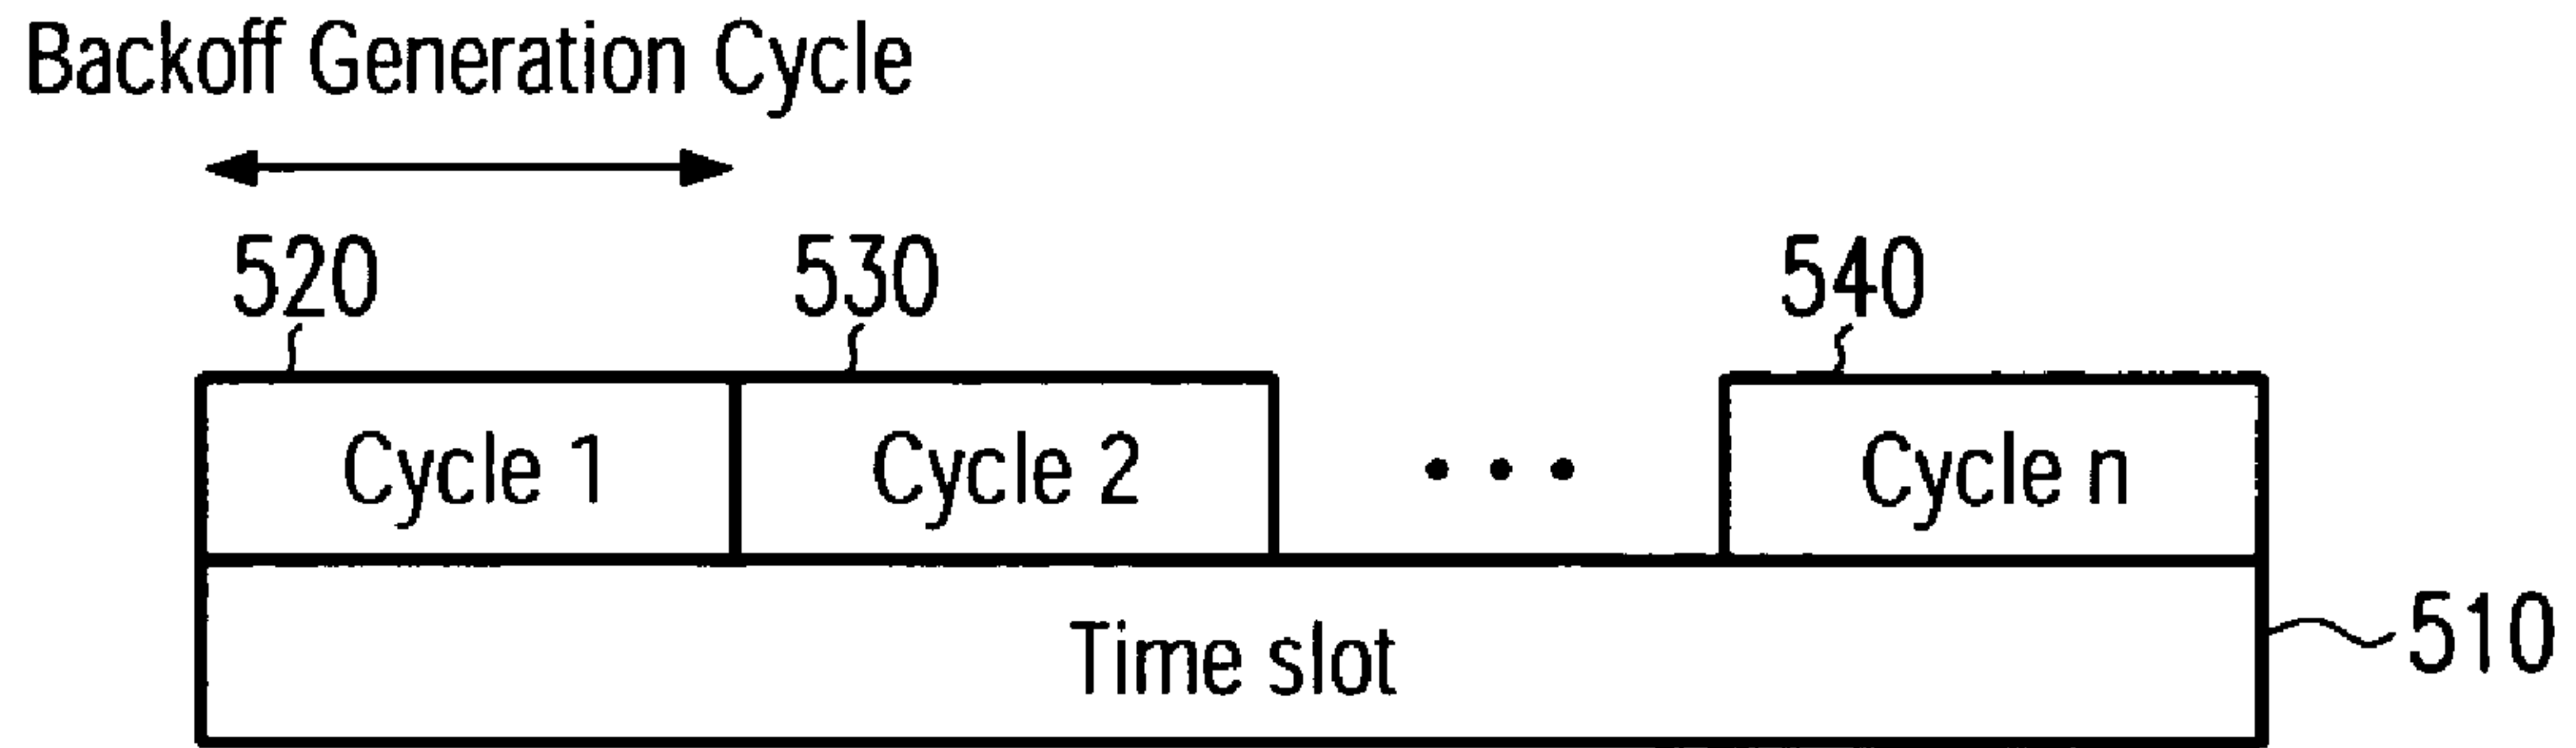 Backoff Generation Cycle
520 530 540
Cycle 1 Cycle 2 ... Cycle n
Time slot 510